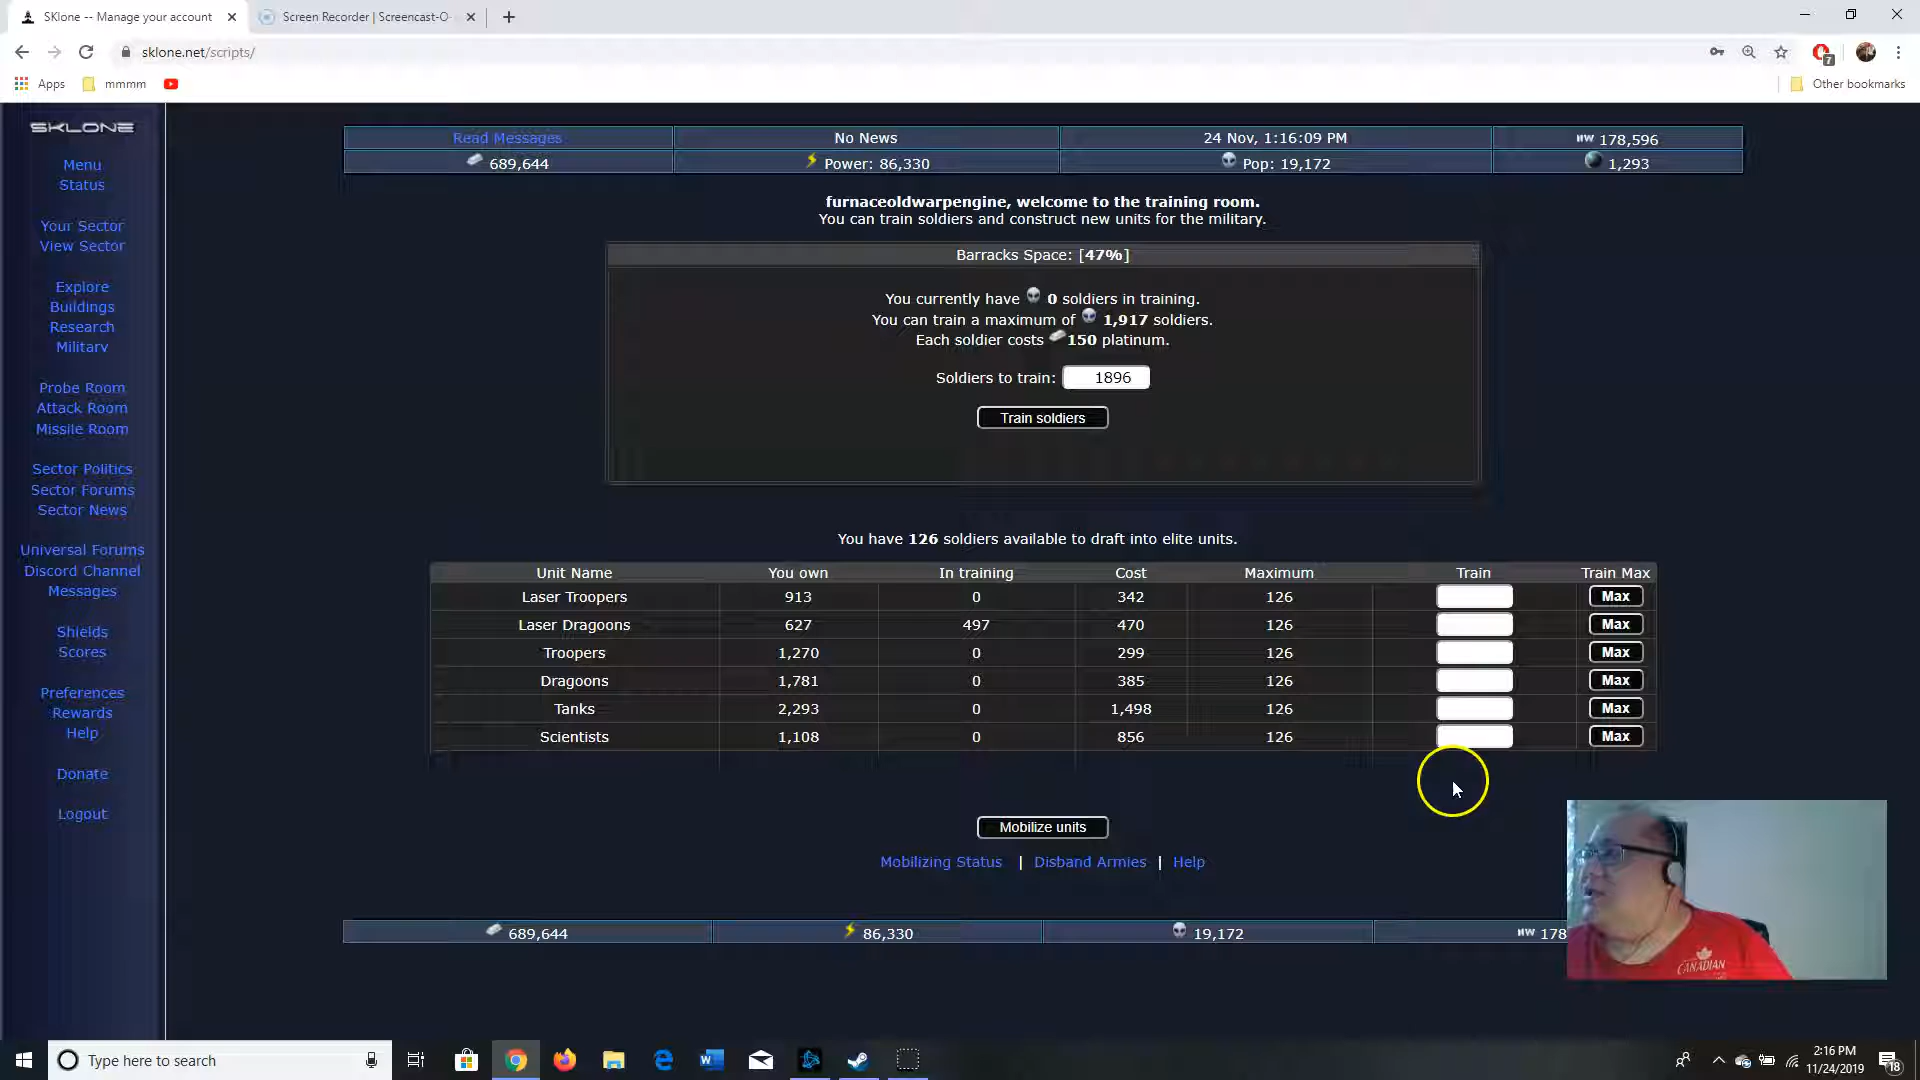 SKlone -- Manage your account
Screen Recorder | Screencast-O-
sklone.net/scripts/
7
Apps
mmmm
Other bookmarks
SKLONE
Menu
Status
Your Sector
View Sector
Explore
Buildings
Research
Military
Probe Room
Attack Room
Missile Room
Sector Politics
Sector Forums
Sector News
Universal Forums
Discord Channel
Messages
Shields
Scores
Preferences
Rewards
Help
Donate
Logout
Read Messages No News 24 Nov, 1:16:09 PM NW 178,596
689,644 Power: 86,330 Pop: 19,172 1,293
furnaceoldwarpengine, welcome to the training room.
You can train soldiers and construct new units for the military.
Barracks Space: [47%]
You currently have 0 soldiers in training.
You can train a maximum of 1,917 soldiers.
Each soldier costs 150 platinum.
Soldiers to train: 1896
Train soldiers
You have 126 soldiers available to draft into elite units.
Unit Name You own In training Cost Maximum Train Train Max
Laser Troopers 913 0 342 126 Max
Laser Dragoons 627 497 470 126 Max
Troopers 1,270 0 299 126 Max
Dragoons 1,781 0 385 126 Max
Tanks 2,293 0 1,498 126 Max
Scientists 1,108 0 856 126 Max
Mobilize units
Mobilizing Status | Disband Armies | Help
689,644 86,330 19,172 NW 178
CANADIAN
Type here to search
2:16 PM
11/24/2019
18